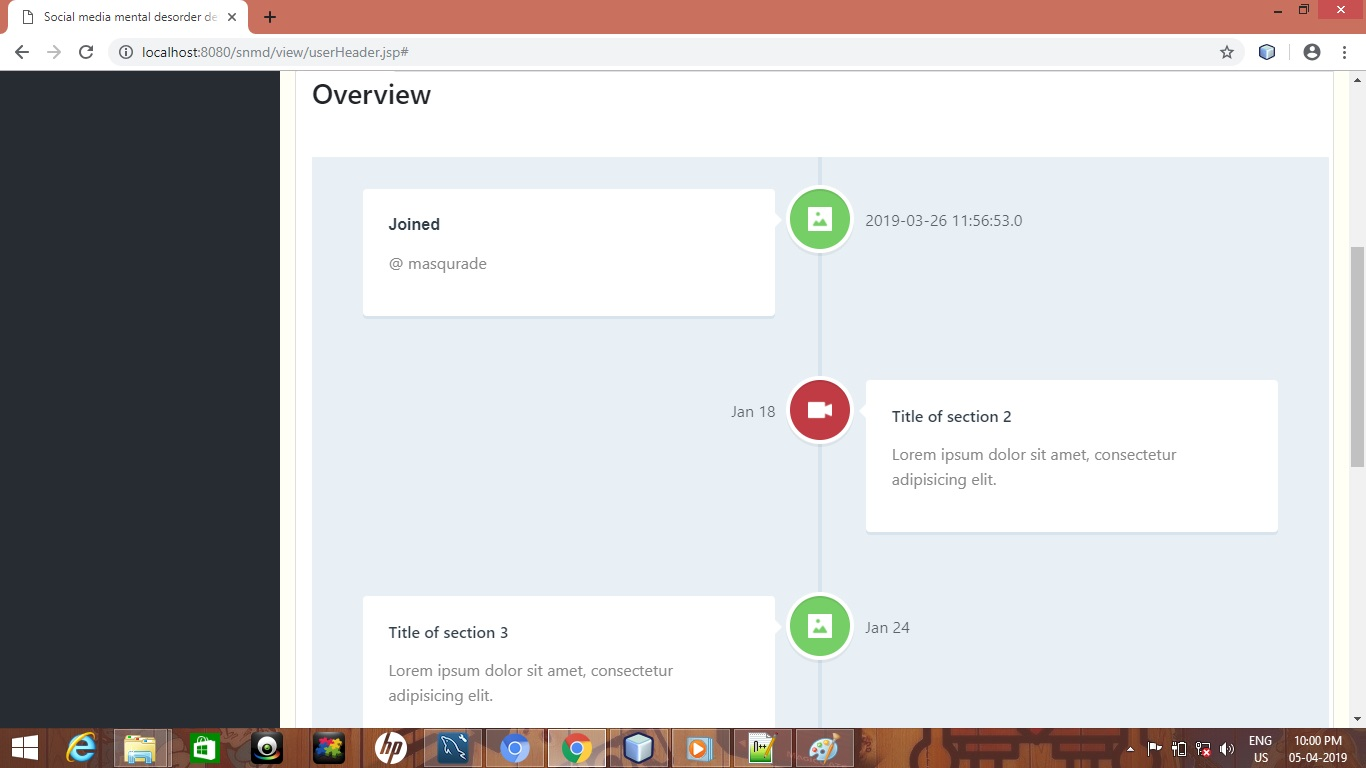 Social media mental desorder de
localhost:8080/snmd/view/userHeader.jsp#
Overview
Joined
@ masqurade
2019-03-26 11:56:53.0
Jan 18
Title of section 2
Lorem ipsum dolor sit amet, consectetur
adipisicing elit.
Title of section 3
Lorem ipsum dolor sit amet, consectetur
adipisicing elit.
Jan 24
hp
n++
ENG
US
10:00 PM
05-04-2019